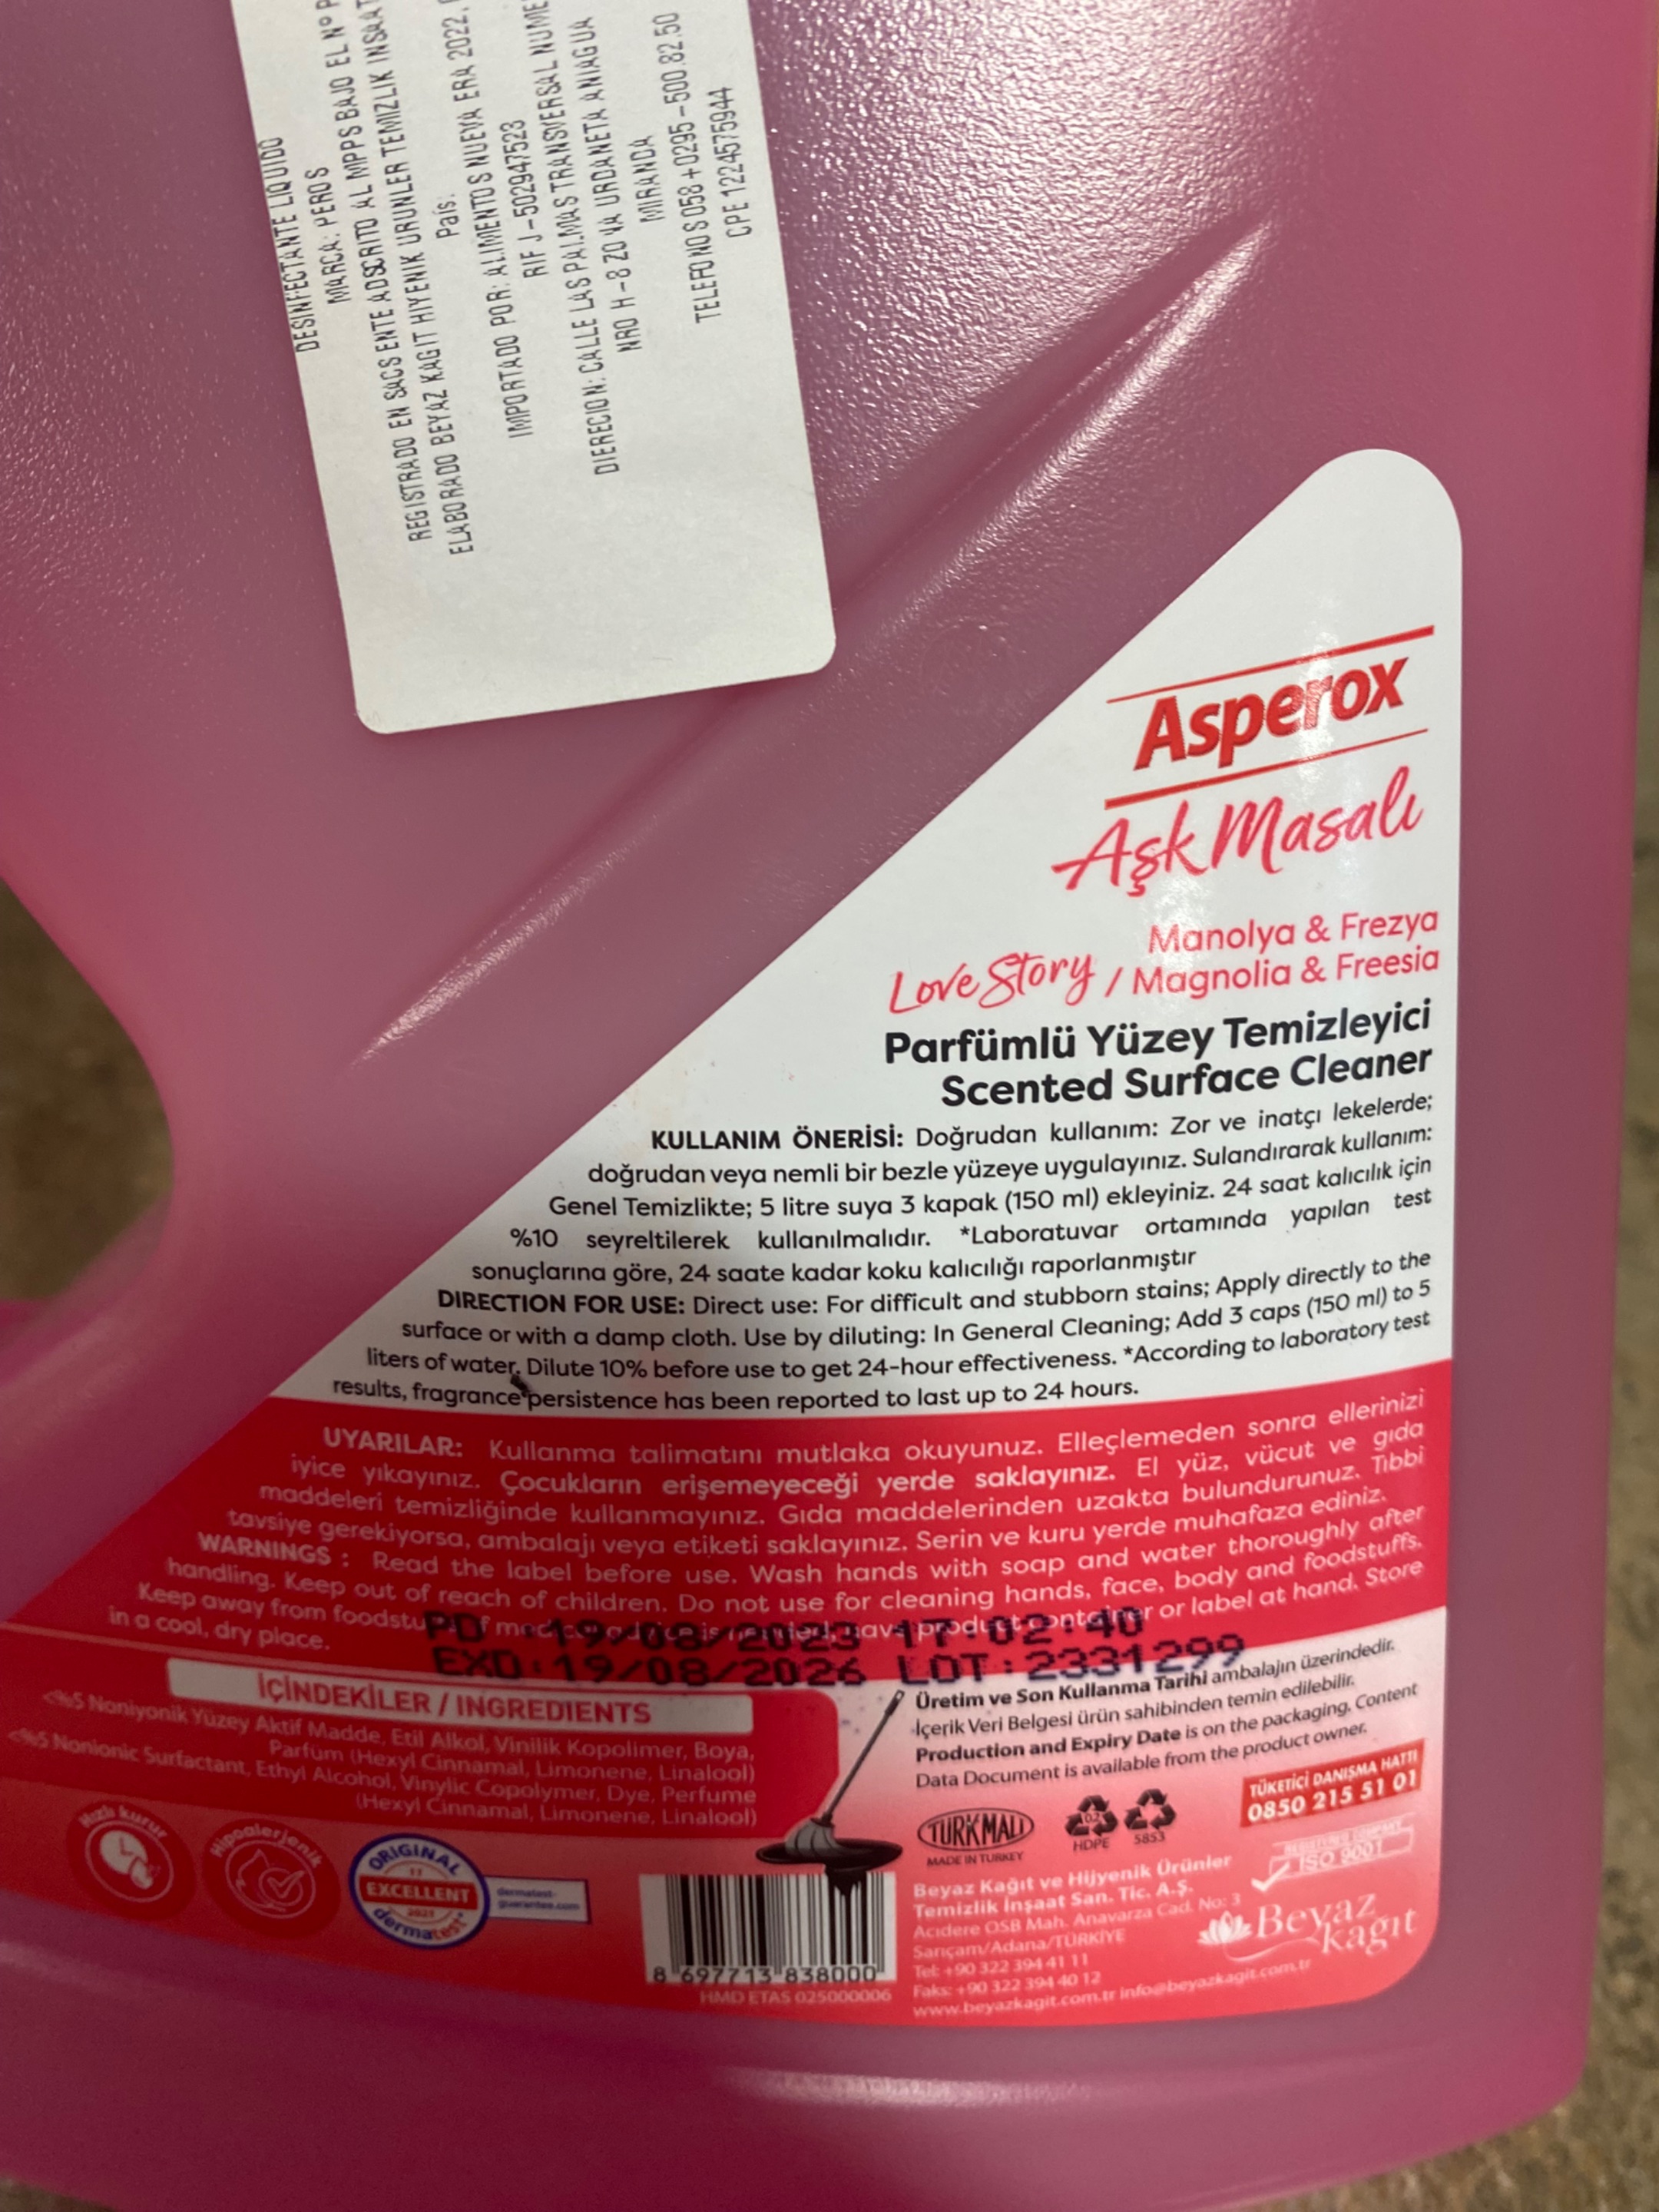 DESINFECTANTE LIQUIDO
MARCA: PEROS
REGISTRADO EN SACS ENTE ADSCRITO AL MPPS BAJO EL Nº P
ELABORADO BEYAZ KAGIT HIYENIK URUNLER TEMIZLIK INSAAT
País:
IMPORTADO POR: ALIMENTOS NUEVA ERA 2022,
RIF J-502947523
DIERECION: CALLE LAS PALMAS TRANSVERSAL NUME
NRO H-8 ZONA URDANETA ANIAGUA
MIRANDA
TELEFONOS 058+0295-500.82.50
CPE 1224575944
Asperox
Aşk Masalı
Manolya & Frezya
Love Story / Magnolia & Freesia
Parfümlü Yüzey Temizleyici
Scented Surface Cleaner
KULLANIM ÖNERİSİ: Doğrudan kullanım: Zor ve inatçı lekelerde;
doğrudan veya nemli bir bezle yüzeye uygulayınız. Sulandırarak kullanım:
Genel Temizlikte; 5 litre suya 3 kapak (150 ml) ekleyiniz. 24 saat kalıcılık için
%10 seyreltilerek kullanılmalıdır. *Laboratuvar ortamında yapılan test
sonuçlarına göre, 24 saate kadar koku kalıcılığı raporlanmıştır
DIRECTION FOR USE: Direct use: For difficult and stubborn stains; Apply directly to the
surface or with a damp cloth. Use by diluting: In General Cleaning; Add 3 caps (150 ml) to 5
liters of water. Dilute 10% before use to get 24-hour effectiveness. *According to laboratory test
results, fragrance persistence has been reported to last up to 24 hours.
UYARILAR: Kullanma talimatını mutlaka okuyunuz. Elleçlemeden sonra ellerinizi
iyice yıkayınız. Çocukların erişemeyeceği yerde saklayınız. El yüz, vücut ve gıda
maddeleri temizliğinde kullanmayınız. Gıda maddelerinden uzakta bulundurunuz. Tıbbi
tavsiye gerekiyorsa, ambalajı veya etiketi saklayınız. Serin ve kuru yerde muhafaza ediniz.
WARNINGS : Read the label before use. Wash hands with soap and water thoroughly after
handling. Keep out of reach of children. Do not use for cleaning hands, face, body and foodstuffs.
Keep away from foodstu If medical advice is needed, have product container or label at hand. Store
in a cool, dry place.
PD :19/08/2023 17:02:40
EXD:19/08/2026 LOT:2331299
İÇİNDEKİLER / INGREDIENTS
<%5 Noniyonik Yüzey Aktif Madde, Etil Alkol, Vinilik Kopolimer, Boya,
Parfüm (Hexyl Cinnamal, Limonene, Linalool)
<%5 Nonionic Surfactant, Ethyl Alcohol, Vinylic Copolymer, Dye, Perfume
(Hexyl Cinnamal, Limonene, Linalool)
Üretim ve Son Kullanma Tarihi ambalajın üzerindedir.
İçerik Veri Belgesi ürün sahibinden temin edilebilir.
Production and Expiry Date is on the packaging. Content
Data Document is available from the product owner.
TÜKETİCİ DANIŞMA HATTI
0850 215 51 01
TÜRK MALI
MADE IN TURKEY
02
HDPE
5853
REGISTERED COMPANY
ISO 9001
Hızlı kurur
Hipoalerjenik
ORIGINAL
EXCELLENT
2021
dermatest
dermatest-
guarantee.com
8 697713 838000
HMD ETAS 025000006
Beyaz Kağıt ve Hijyenik Ürünler
Temizlik İnşaat San. Tic. A.Ş.
Acıdere OSB Mah. Anavarza Cad. No: 3
Sarıçam/Adana/TÜRKİYE
Tel: +90 322 394 41 11
Faks: +90 322 394 40 12
www.beyazkagit.com.tr info@beyazkagit.com.tr
Beyaz
kağıt